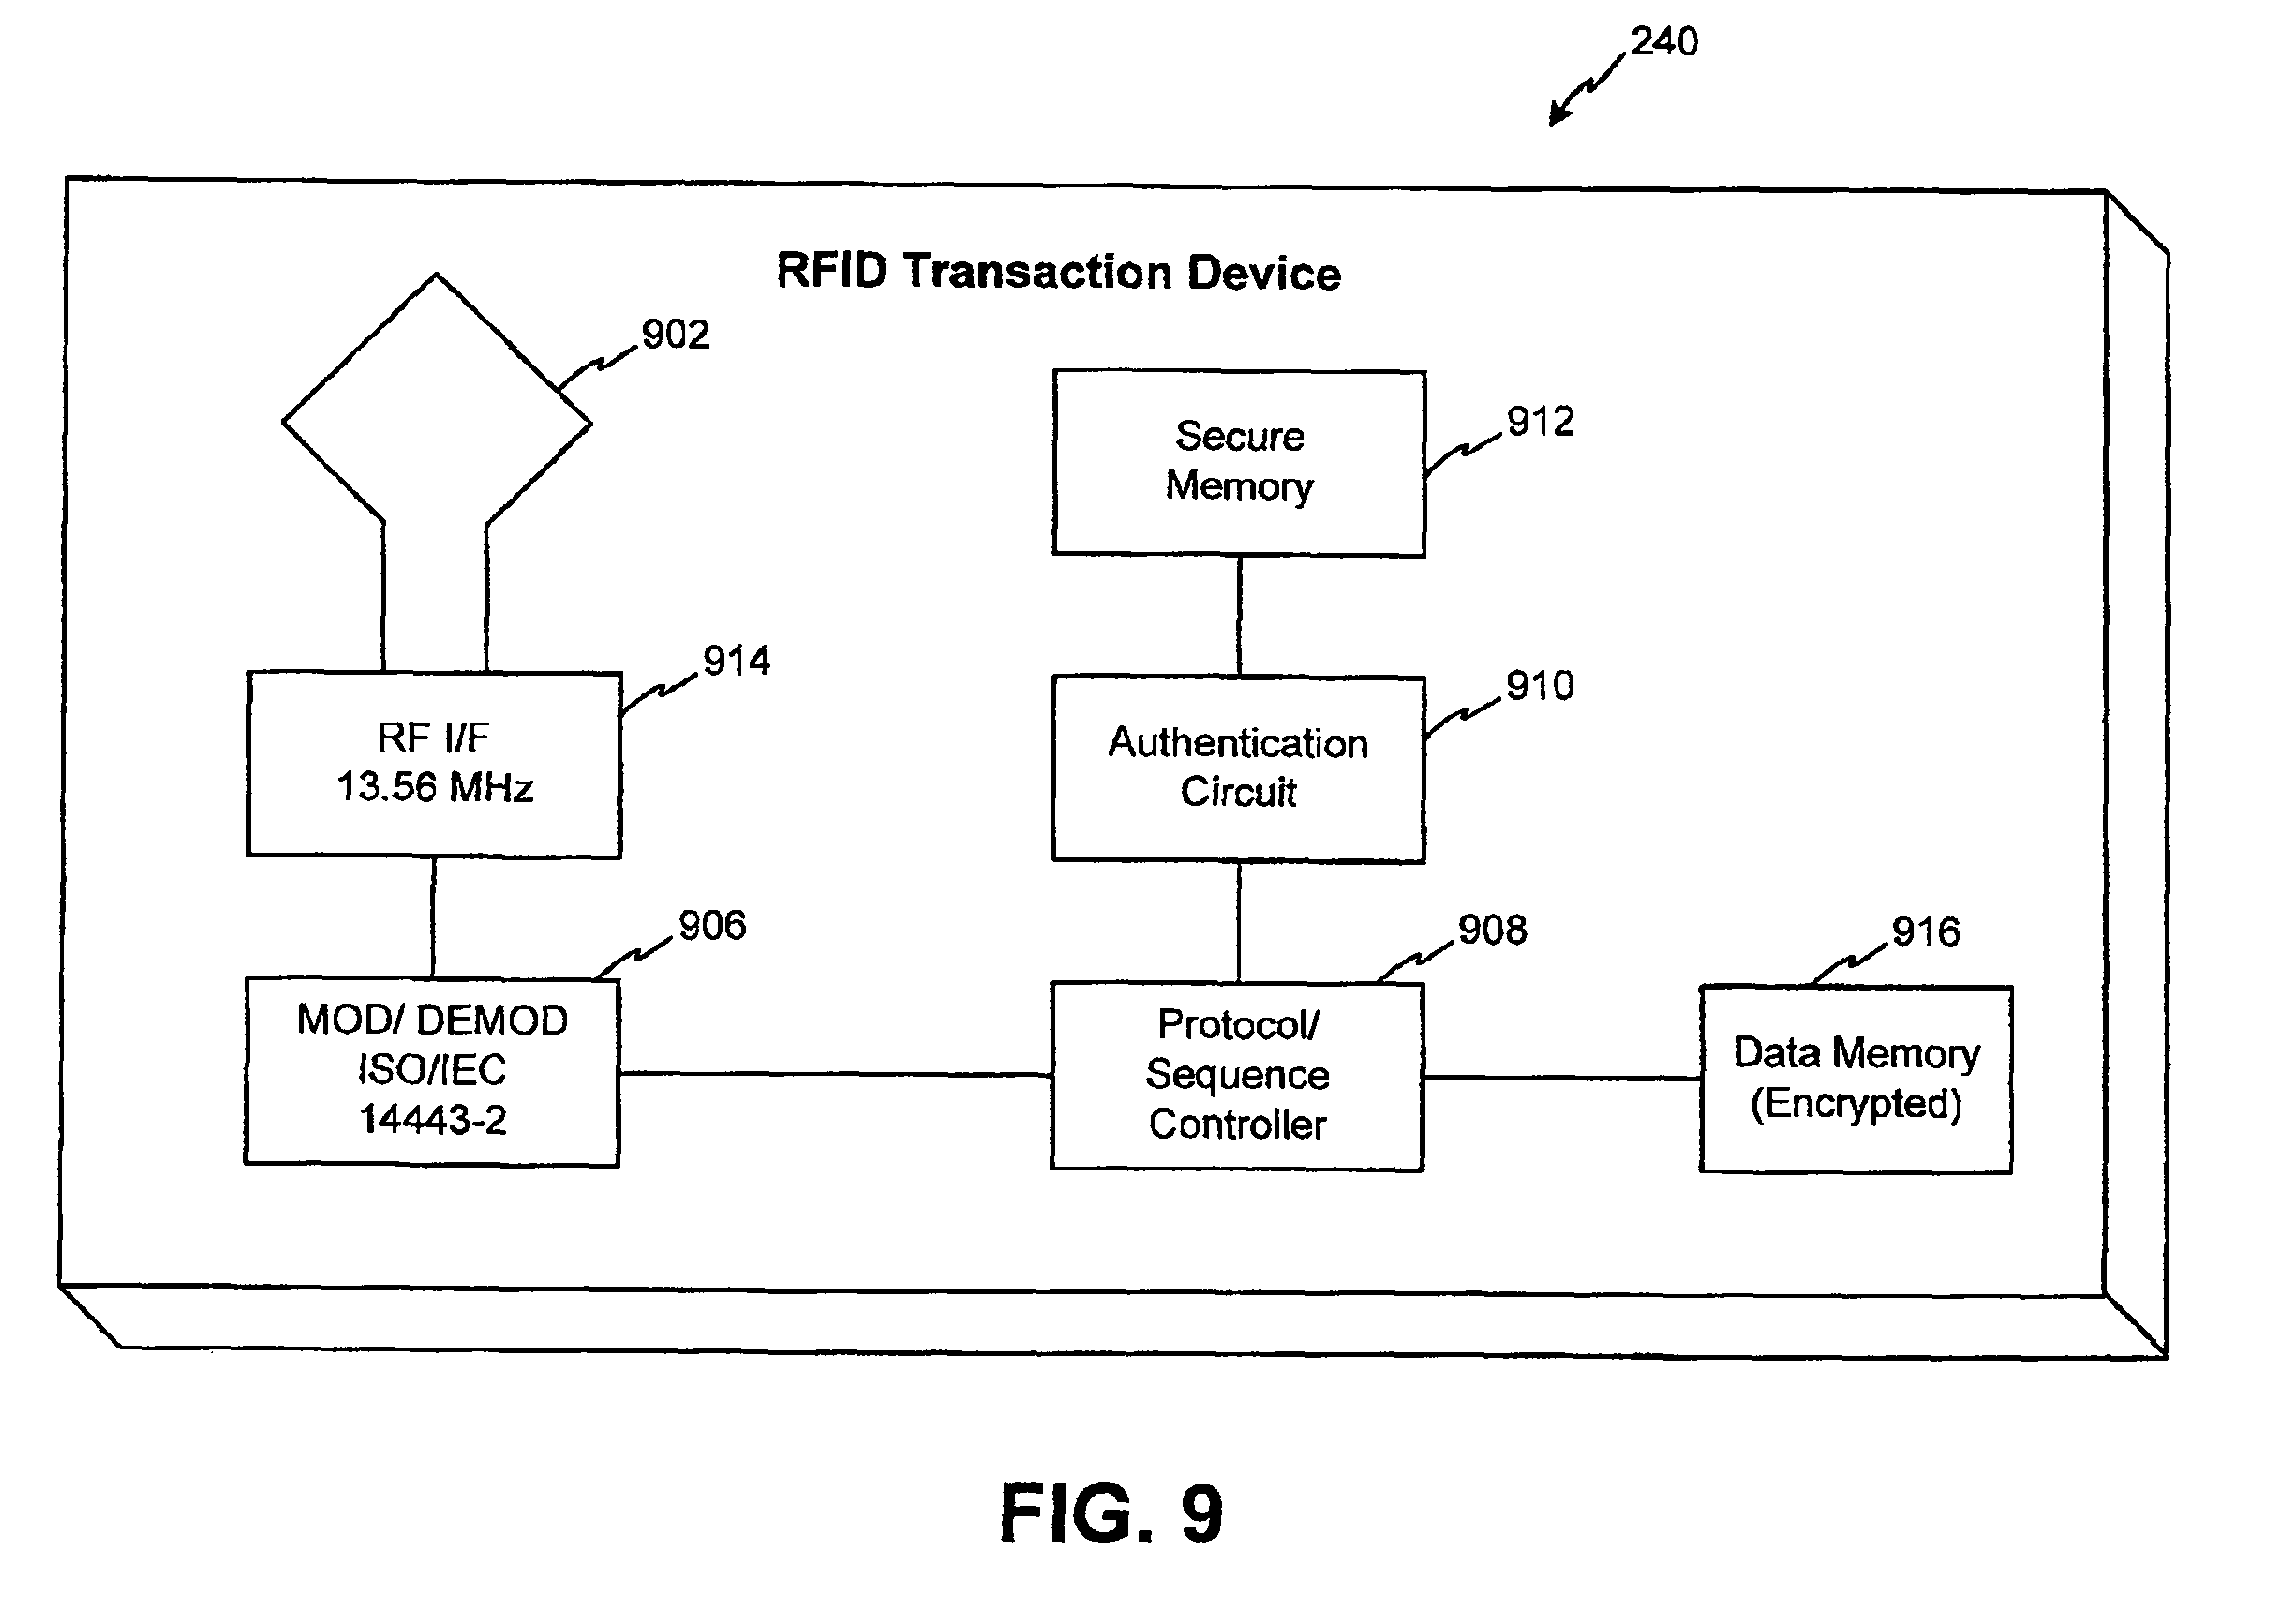 240
RFID Transaction Device
902
Secure
Memory
912
914
RF I/F
13.56 MHz
910
Authentication
Circuit
906
MOD/ DEMOD
ISO/IEC
14443-2
908
Protocol/
Sequence
Controller
916
Data Memory
(Encrypted)
FIG. 9